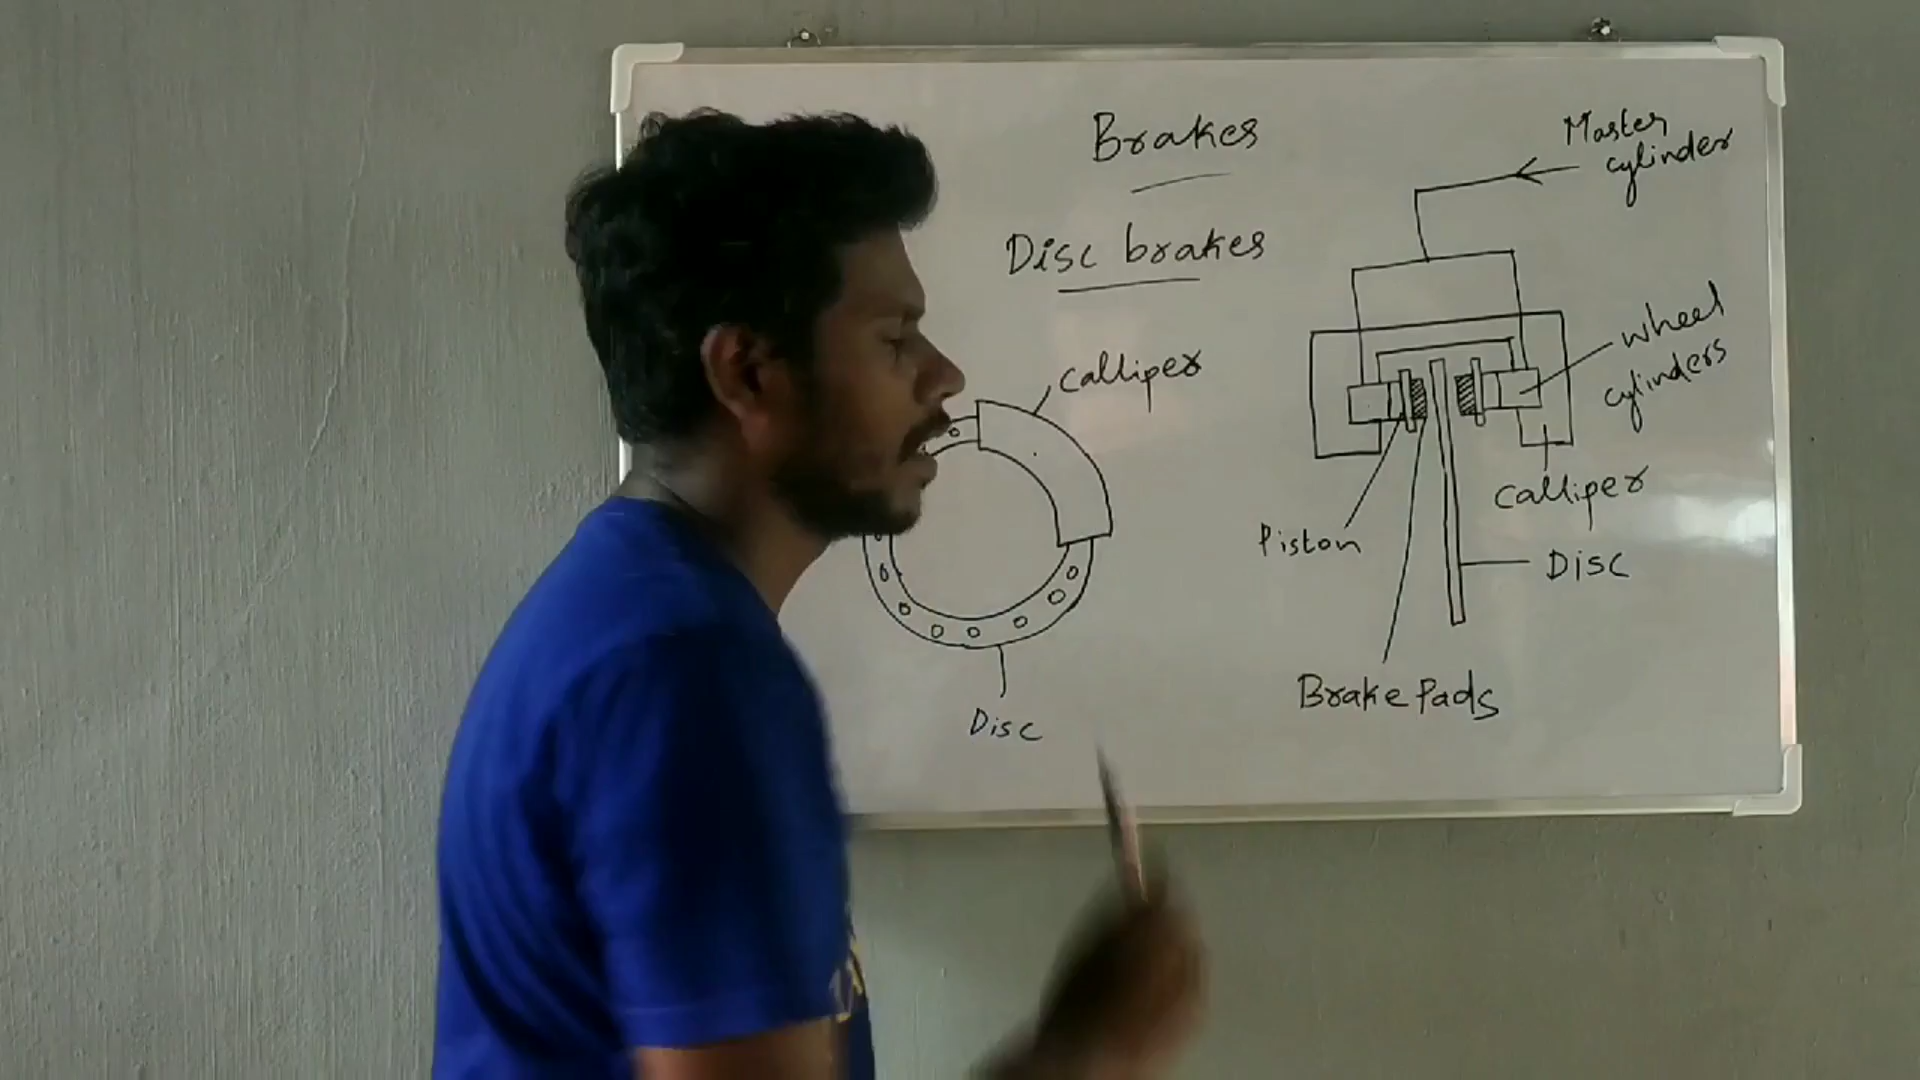 Brakes
Disc brakes
calliper
Disc
Master
cylinder
wheel
cylinders
calliper
Piston
Disc
Brake Pads